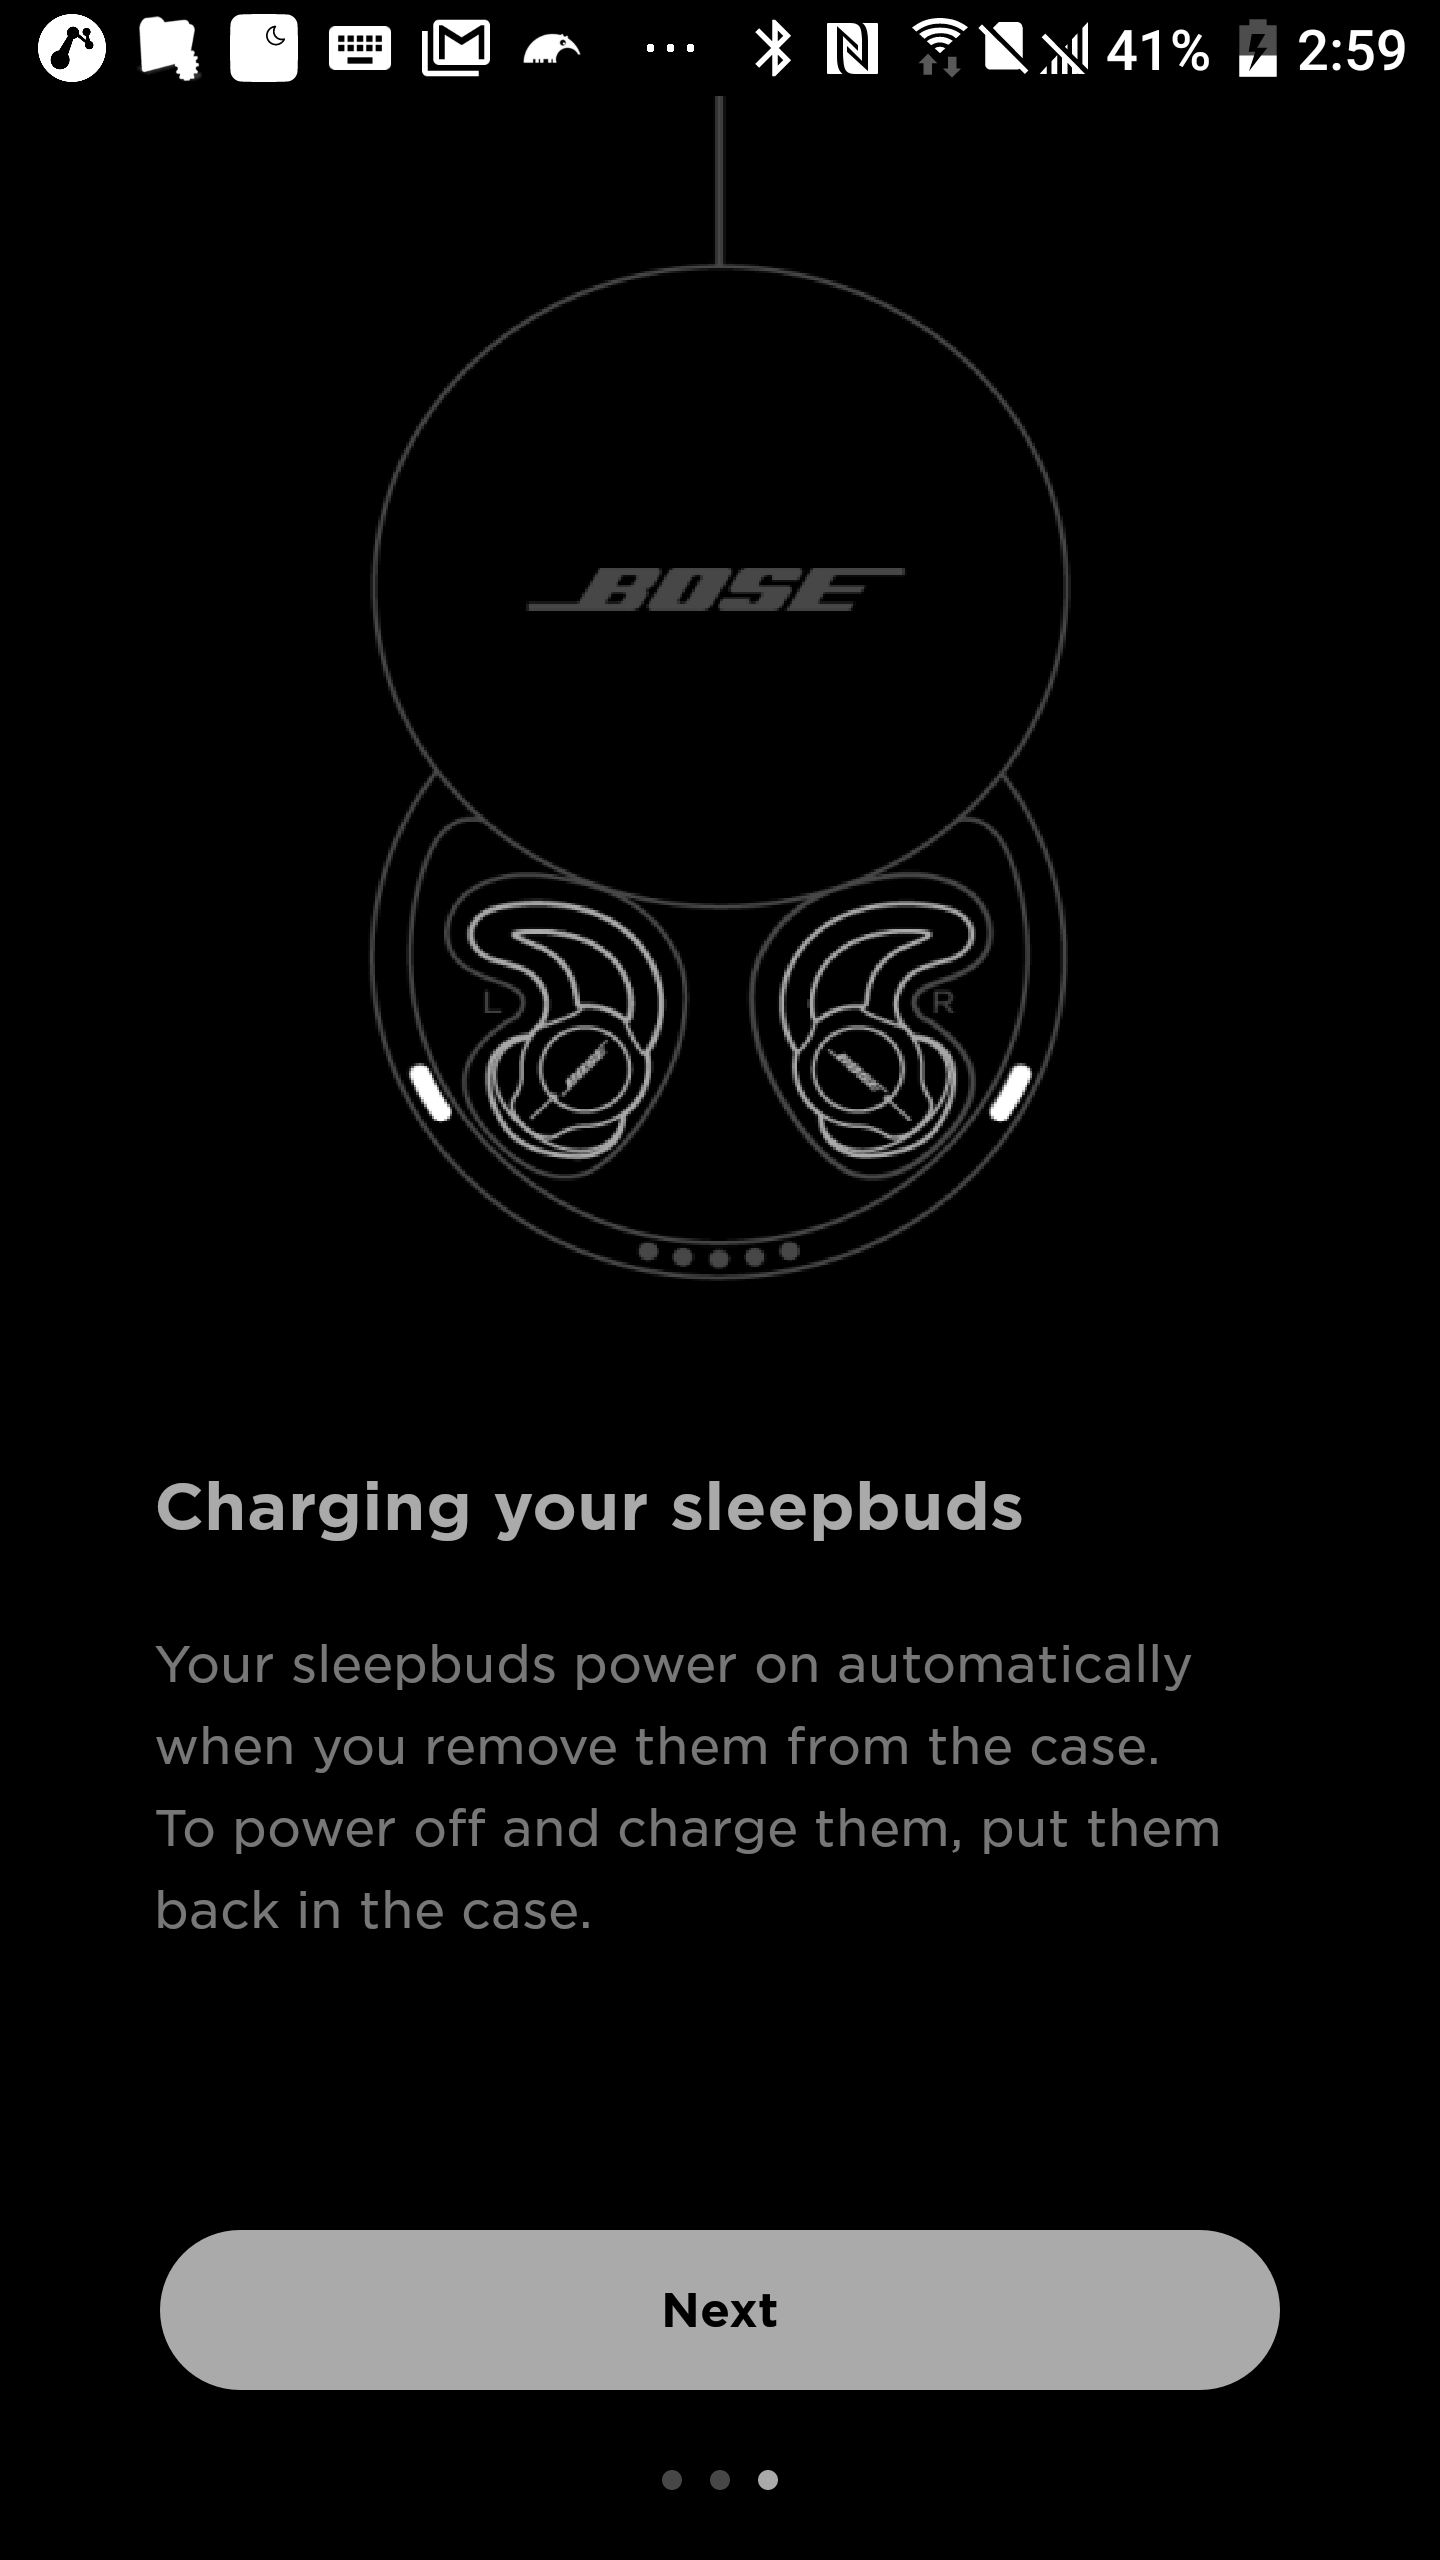 41% 2:59
BOSE
L R
Charging your sleepbuds
Your sleepbuds power on automatically
when you remove them from the case.
To power off and charge them, put them
back in the case.
Next